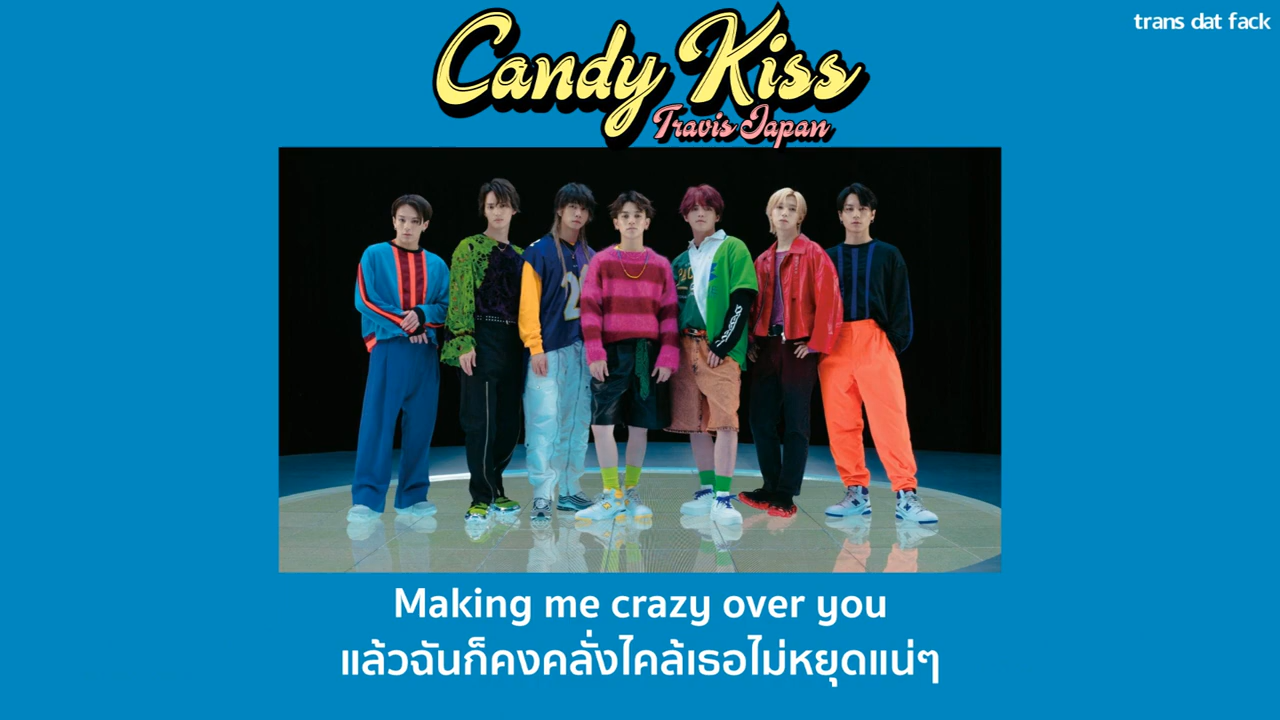 trans dat fack
Candy Kiss
Travis Japan
Making me crazy over you
แล้วฉันก็คงคลั่งไคล้เธอไม่หยุดแน่ๆ